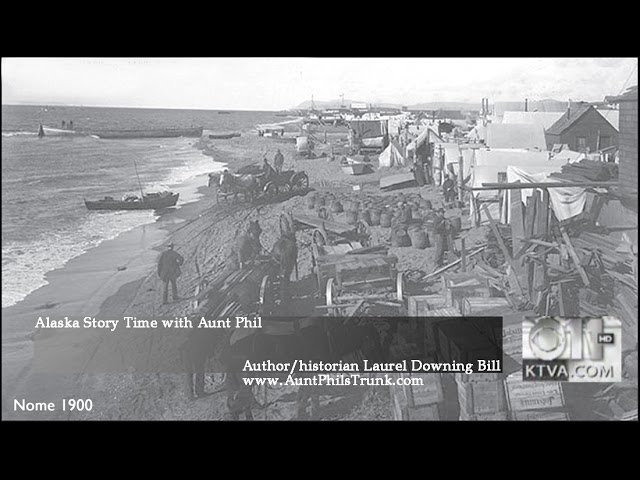 Alaska Story Time with Aunt Phil
Author/historian Laurel Downing Bill
www.AuntPhilsTrunk.com
11 HD
KTVA.COM
Nome 1900